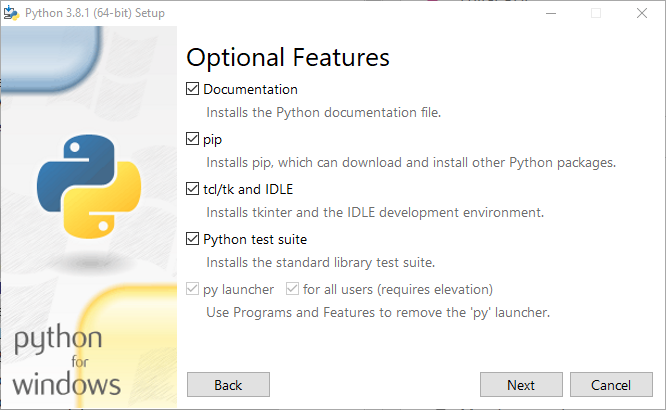 Python 3.8.1 (64-bit) Setup
Optional Features
Documentation
Installs the Python documentation file.
pip
Installs pip, which can download and install other Python packages.
tcl/tk and IDLE
Installs tkinter and the IDLE development environment.
Python test suite
Installs the standard library test suite.
py launcher for all users (requires elevation)
Use Programs and Features to remove the 'py' launcher.
python
for
windows
Back Next Cancel